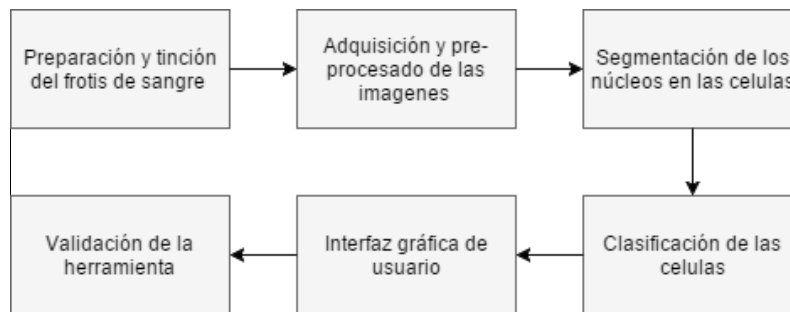 Preparación y tinción
del frotis de sangre
Adquisición y pre-
procesado de las
imagenes
Segmentación de los
núcleos en las celulas
Clasificación de las
celulas
Interfaz gráfica de
usuario
Validación de la
herramienta